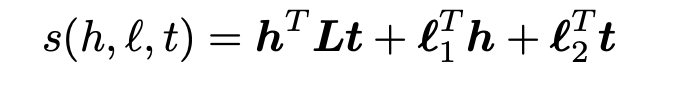 s(h, ℓ, t) = hᵀLt + ℓ₁ᵀh + ℓ₂ᵀt